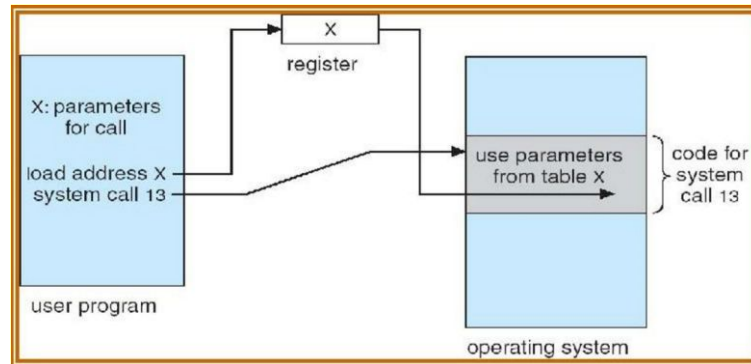 X
register
X: parameters
for call
load address X
system call 13
user program
use parameters
from table X
code for
system
call 13
operating system